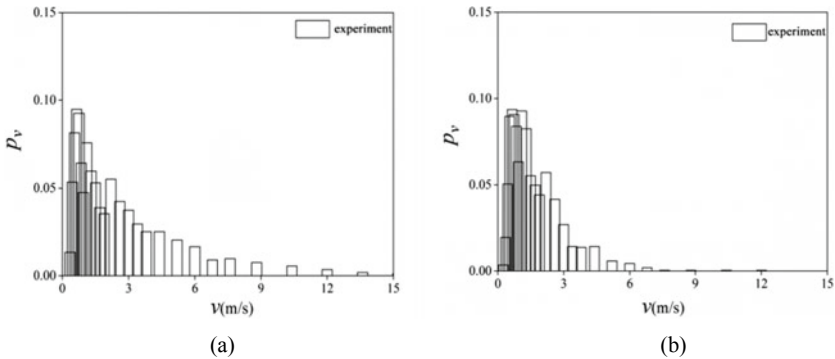 0.15
0.10
0.05
0.00
p_v
0 3 6 9 12 15
v(m/s)
experiment
(a)
0.15
0.10
0.05
0.00
p_v
0 3 6 9 12 15
v(m/s)
experiment
(b)